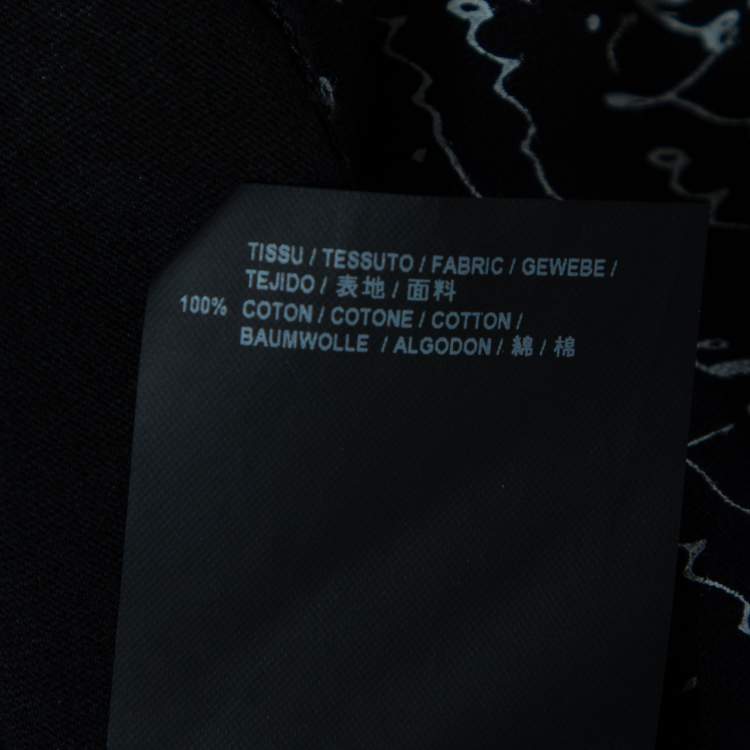 TISSU / TESSUTO / FABRIC / GEWEBE /
TEJIDO / 表地 / 面料
100% COTON / COTONE / COTTON /
BAUMWOLLE / ALGODON / 綿 / 棉